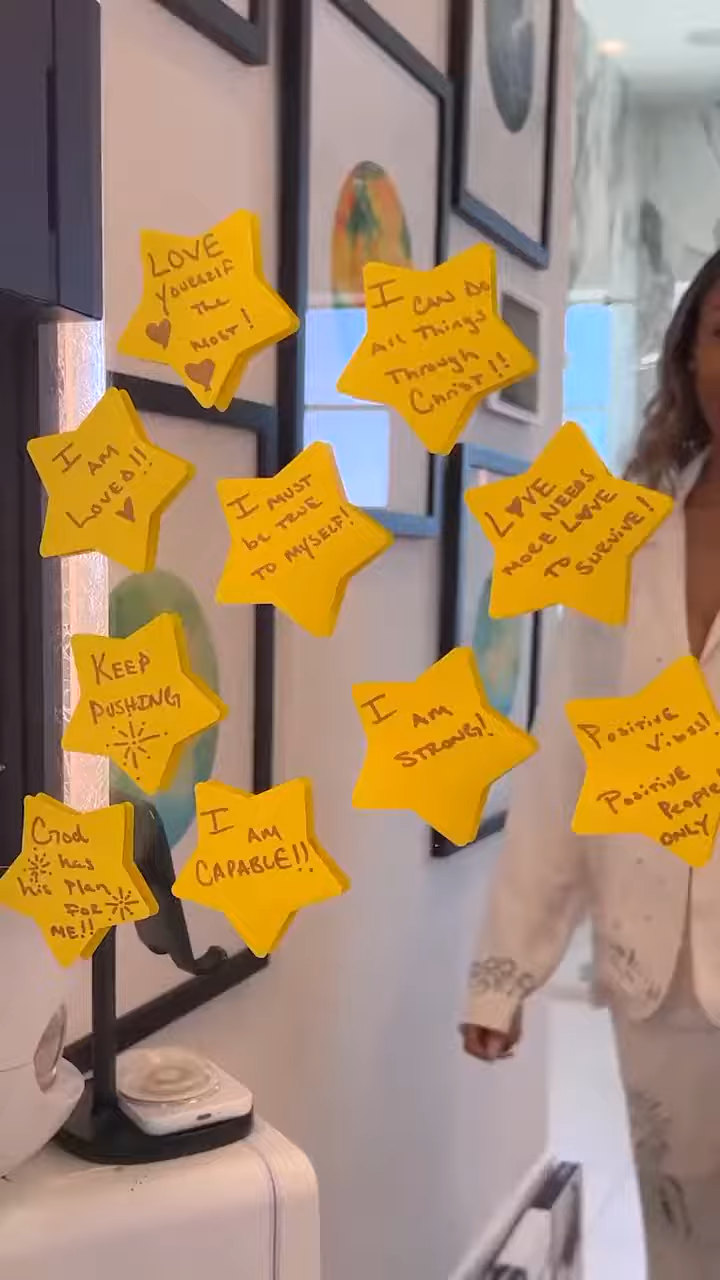 LOVE
YOURSELF
THE
MOST!
I CAN DO
All Things
Through
Christ!!
I AM
LOVED!!
I MUST
be TRUE
TO MYSELF!
LOVE NEEDS
MORE LOVE
TO SURVIVE!
KEEP
PUSHING
I AM
STRONG!
Positive
Vibes!
Positive
People
ONLY!
God
has
his Plan
FOR
ME!!
I AM
CAPABLE!!